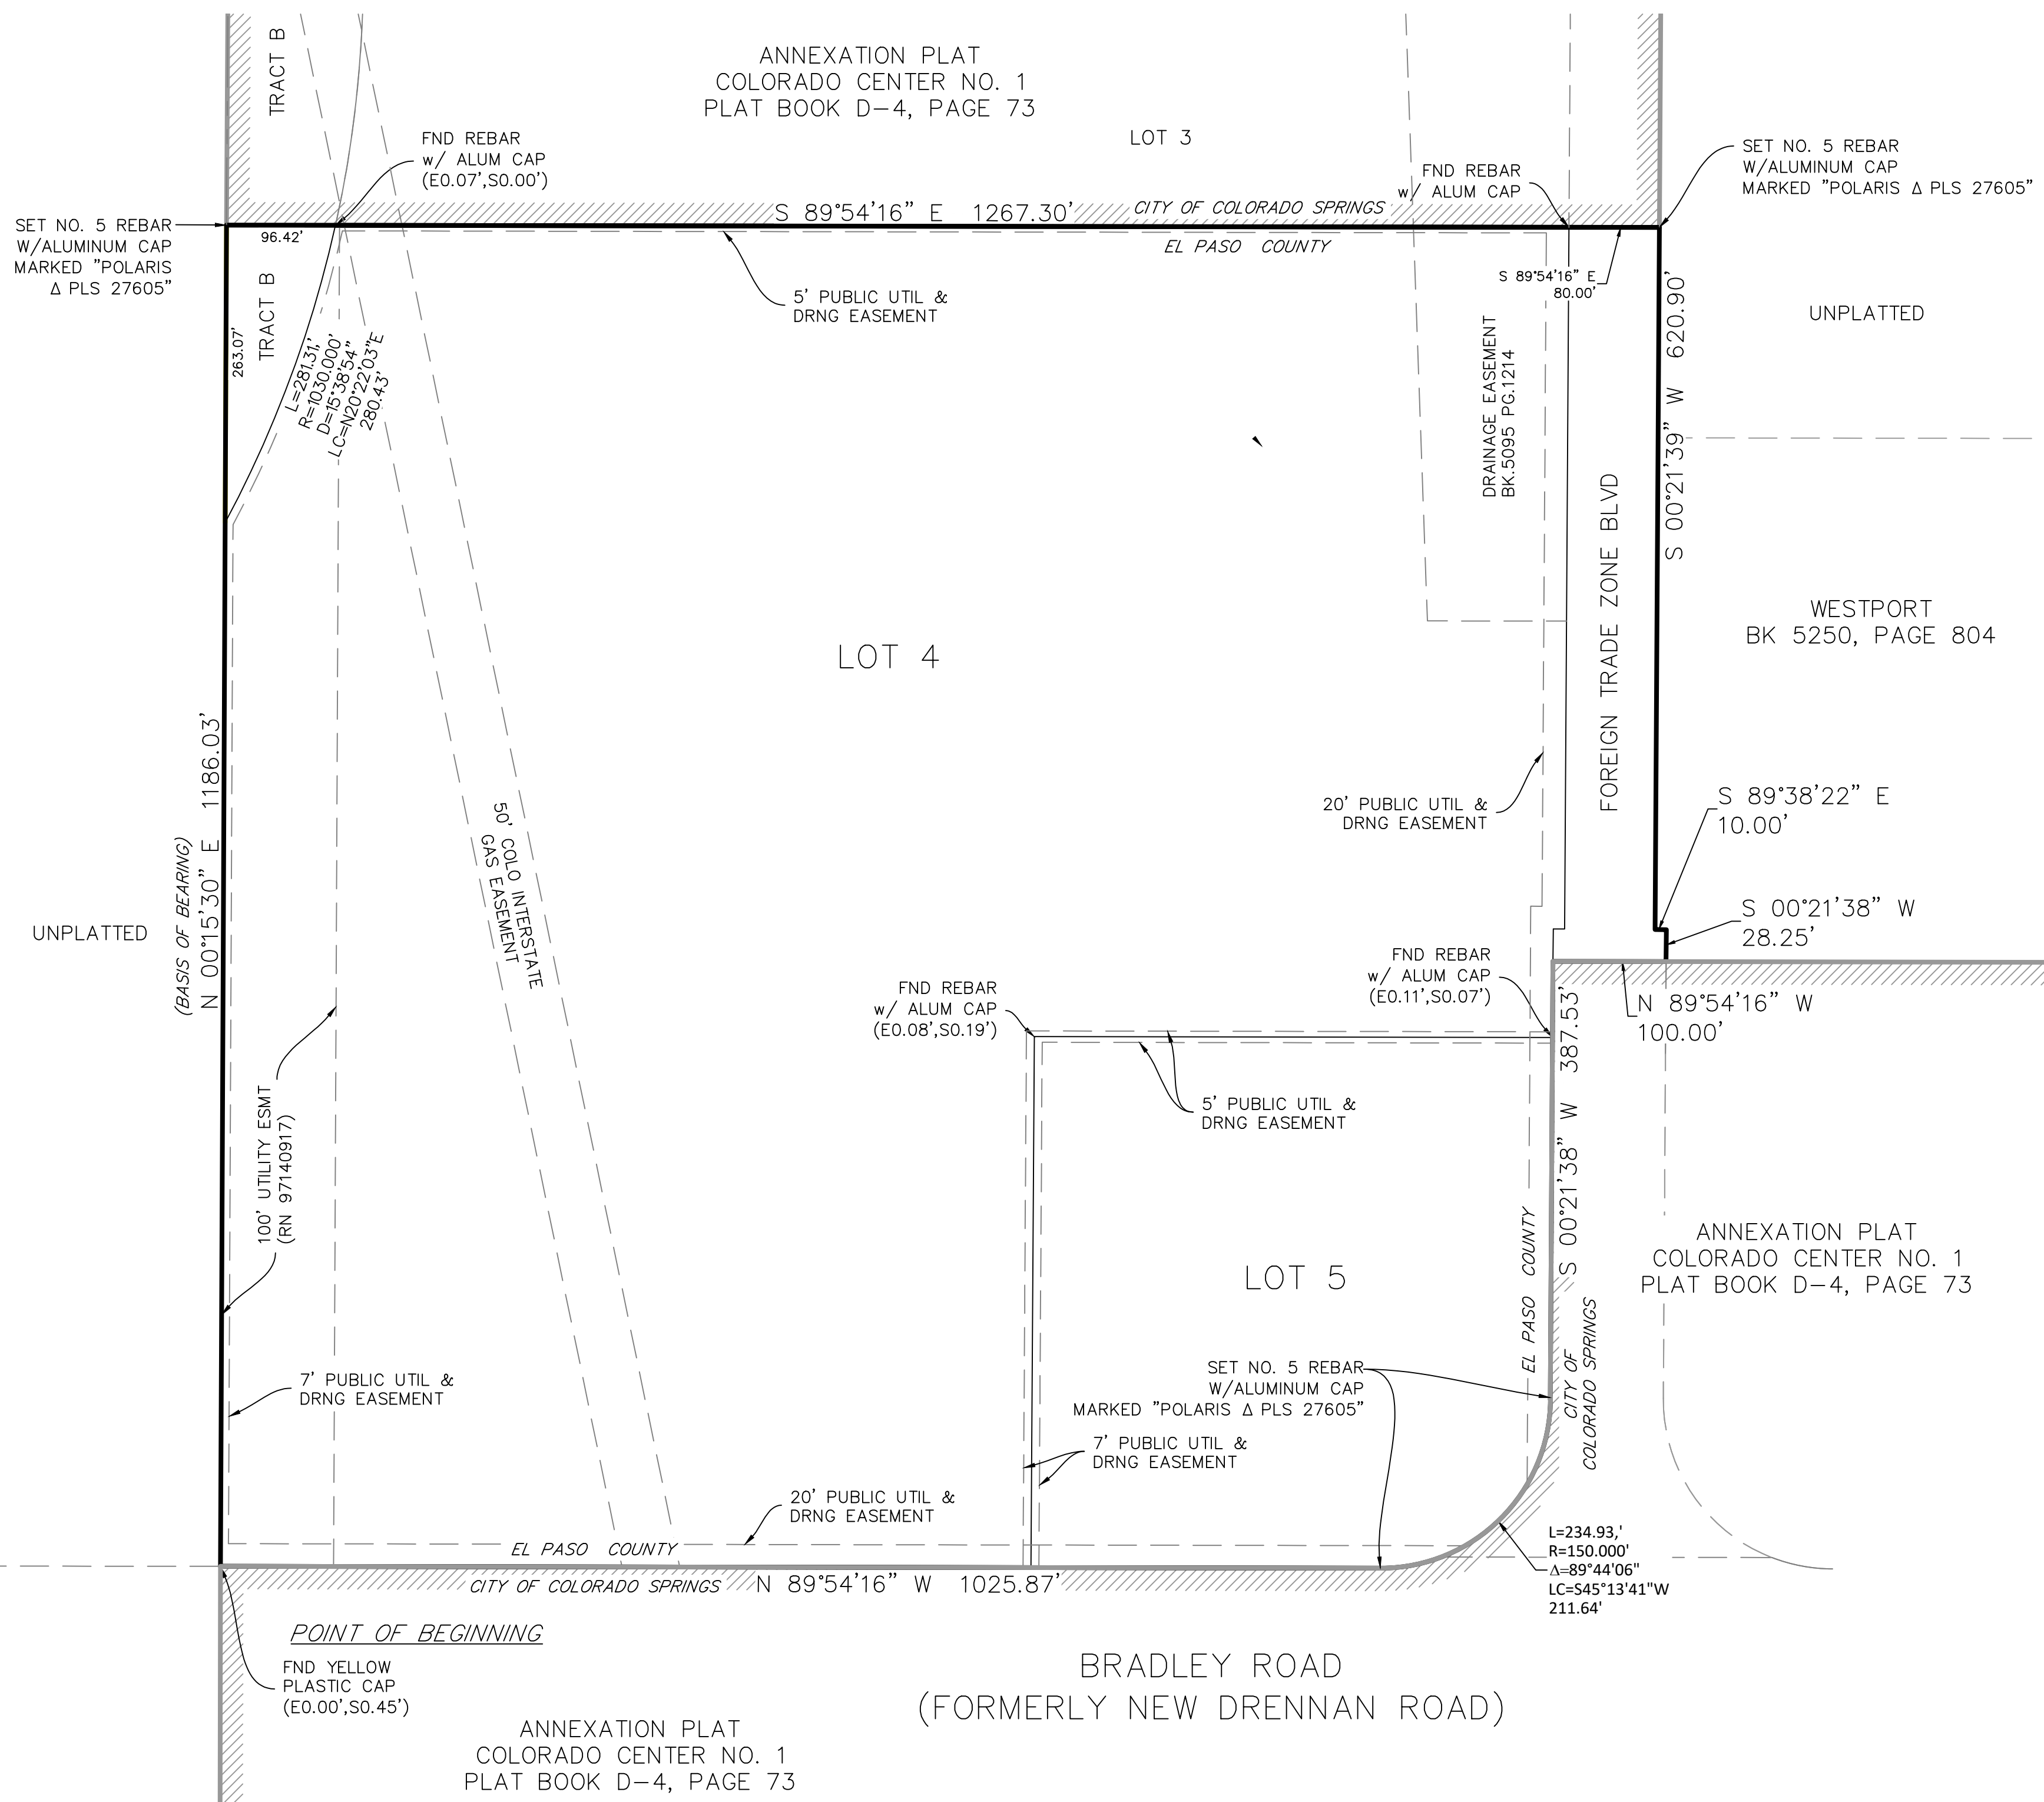 TRACT B
ANNEXATION PLAT
COLORADO CENTER NO. 1
PLAT BOOK D-4, PAGE 73
LOT 3
FND REBAR
w/ ALUM CAP
(E0.07',S0.00')
FND REBAR
w/ ALUM CAP
SET NO. 5 REBAR
W/ALUMINUM CAP
MARKED "POLARIS Δ PLS 27605"
SET NO. 5 REBAR
W/ALUMINUM CAP
MARKED "POLARIS
Δ PLS 27605"
S 89°54'16" E 1267.30'
CITY OF COLORADO SPRINGS
EL PASO COUNTY
96.42'
TRACT B
263.07'
L=281.31,'
R=1030.000'
D=15°38'54"
LC=N20°22'03"E
280.43'
5' PUBLIC UTIL &
DRNG EASEMENT
S 89°54'16" E
80.00'
DRAINAGE EASEMENT
BK.5095 PG.1214
S 00°21'39" W 620.90'
UNPLATTED
FOREIGN TRADE ZONE BLVD
WESTPORT
BK 5250, PAGE 804
LOT 4
20' PUBLIC UTIL &
DRNG EASEMENT
S 89°38'22" E
10.00'
S 00°21'38" W
28.25'
(BASIS OF BEARING)
N 00°15'30" E 1186.03'
UNPLATTED
50' COLO INTERSTATE
GAS EASEMENT
FND REBAR
w/ ALUM CAP
(E0.08',S0.19')
FND REBAR
w/ ALUM CAP
(E0.11',S0.07')
N 89°54'16" W
100.00'
S 00°21'38" W 387.53'
100' UTILITY ESMT
(RN 97140917)
5' PUBLIC UTIL &
DRNG EASEMENT
LOT 5
EL PASO COUNTY
CITY OF
COLORADO SPRINGS
ANNEXATION PLAT
COLORADO CENTER NO. 1
PLAT BOOK D-4, PAGE 73
SET NO. 5 REBAR
W/ALUMINUM CAP
MARKED "POLARIS Δ PLS 27605"
7' PUBLIC UTIL &
DRNG EASEMENT
7' PUBLIC UTIL &
DRNG EASEMENT
20' PUBLIC UTIL &
DRNG EASEMENT
L=234.93,'
R=150.000'
Δ=89°44'06"
LC=S45°13'41"W
211.64'
EL PASO COUNTY
CITY OF COLORADO SPRINGS
N 89°54'16" W 1025.87'
POINT OF BEGINNING
FND YELLOW
PLASTIC CAP
(E0.00',S0.45')
BRADLEY ROAD
(FORMERLY NEW DRENNAN ROAD)
ANNEXATION PLAT
COLORADO CENTER NO. 1
PLAT BOOK D-4, PAGE 73